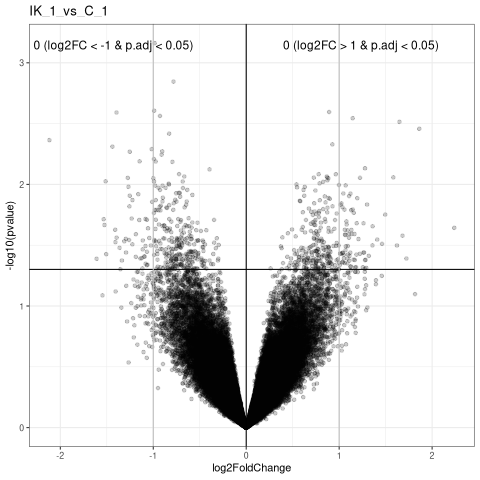 IK_1_vs_C_1
0 (log2FC < -1 & p.adj < 0.05)
0 (log2FC > 1 & p.adj < 0.05)
3
2
1
0
-log10(pvalue)
-2
-1
0
1
2
log2FoldChange